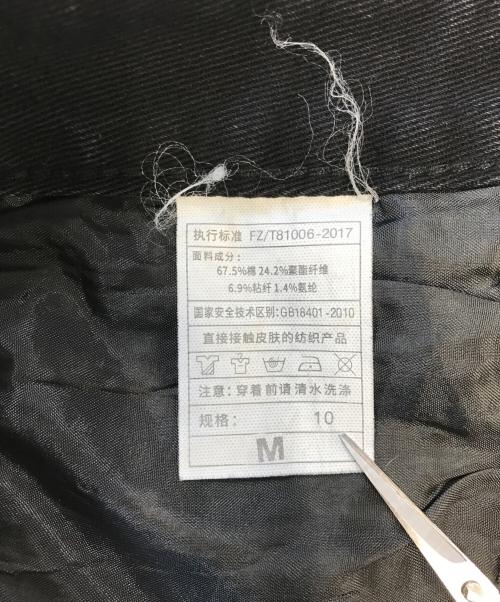 执行标准 FZ/T81006-2017
面料成分:
67.5%棉 24.2%聚酯纤维
6.9%粘纤 1.4%氨纶
国家安全技术区别:GB18401-2010
直接接触皮肤的纺织产品
注意:穿着前请清水洗涤
规格: 10
M